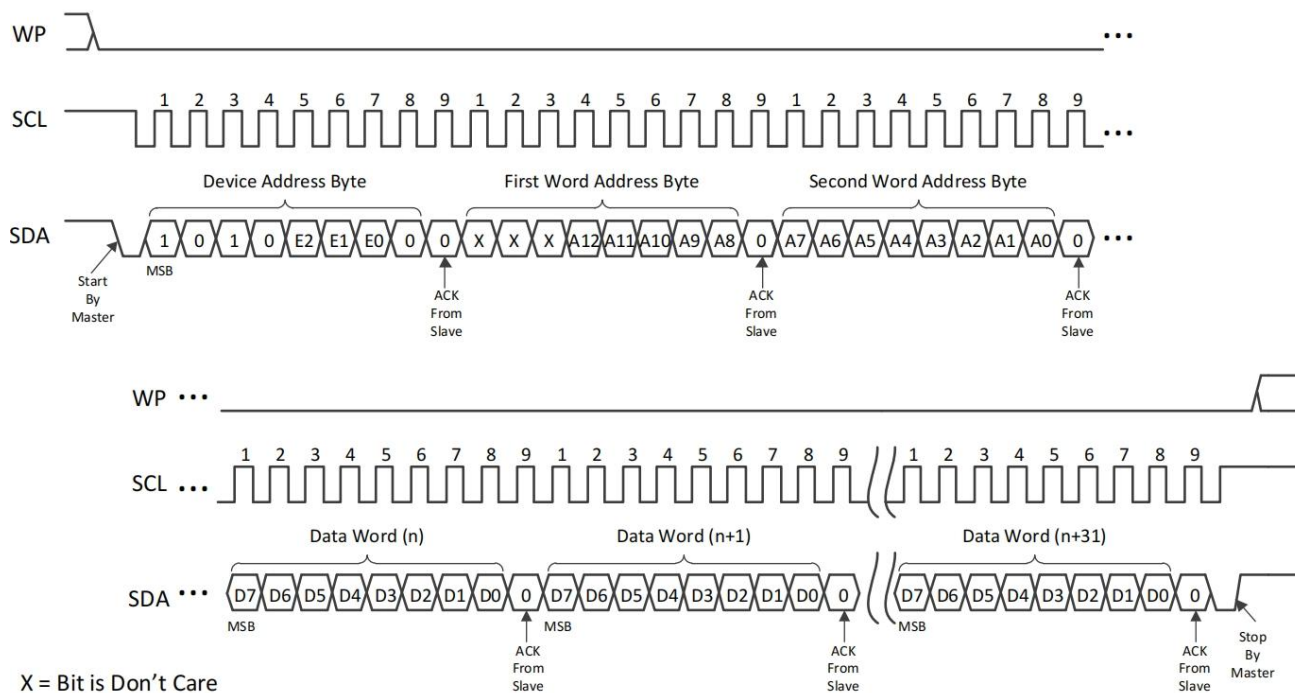 WP •••
1 2 3 4 5 6 7 8 9 1 2 3 4 5 6 7 8 9 1 2 3 4 5 6 7 8 9
SCL •••
Device Address Byte First Word Address Byte Second Word Address Byte
SDA 1 0 1 0 E2 E1 E0 0 0 X X X A12 A11 A10 A9 A8 0 A7 A6 A5 A4 A3 A2 A1 A0 0 •••
MSB
Start
By
Master
ACK
From
Slave
ACK
From
Slave
ACK
From
Slave
WP •••
1 2 3 4 5 6 7 8 9 1 2 3 4 5 6 7 8 9 1 2 3 4 5 6 7 8 9
SCL •••
Data Word (n) Data Word (n+1) Data Word (n+31)
SDA ••• D7 D6 D5 D4 D3 D2 D1 D0 0 D7 D6 D5 D4 D3 D2 D1 D0 0 D7 D6 D5 D4 D3 D2 D1 D0 0
MSB MSB MSB
ACK
From
Slave
ACK
From
Slave
ACK
From
Slave
Stop
By
Master
X = Bit is Don't Care